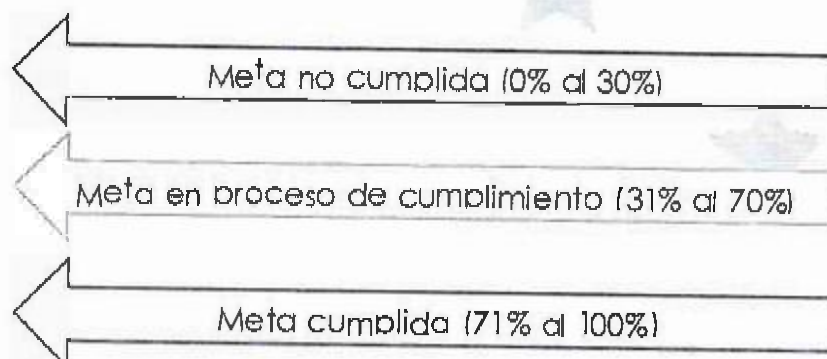 Meta no cumplida (0% al 30%)
Meta en proceso de cumplimiento (31% al 70%)
Meta cumplida (71% al 100%)